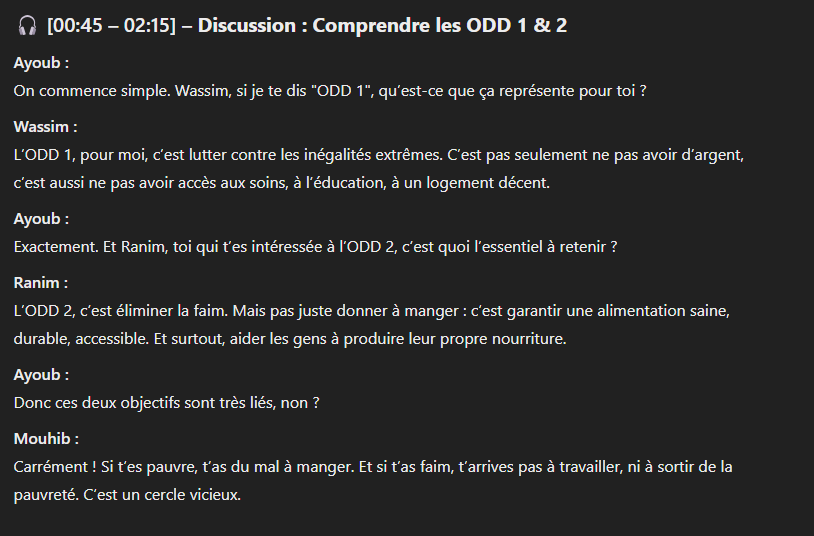 🎧 [00:45 – 02:15] – Discussion : Comprendre les ODD 1 & 2
Ayoub :
On commence simple. Wassim, si je te dis "ODD 1", qu’est-ce que ça représente pour toi ?
Wassim :
L’ODD 1, pour moi, c’est lutter contre les inégalités extrêmes. C’est pas seulement ne pas avoir d’argent,
c’est aussi ne pas avoir accès aux soins, à l’éducation, à un logement décent.
Ayoub :
Exactement. Et Ranim, toi qui t’es intéressée à l’ODD 2, c’est quoi l’essentiel à retenir ?
Ranim :
L’ODD 2, c’est éliminer la faim. Mais pas juste donner à manger : c’est garantir une alimentation saine,
durable, accessible. Et surtout, aider les gens à produire leur propre nourriture.
Ayoub :
Donc ces deux objectifs sont très liés, non ?
Mouhib :
Carrément ! Si t’es pauvre, t’as du mal à manger. Et si t’as faim, t’arrives pas à travailler, ni à sortir de la
pauvreté. C’est un cercle vicieux.